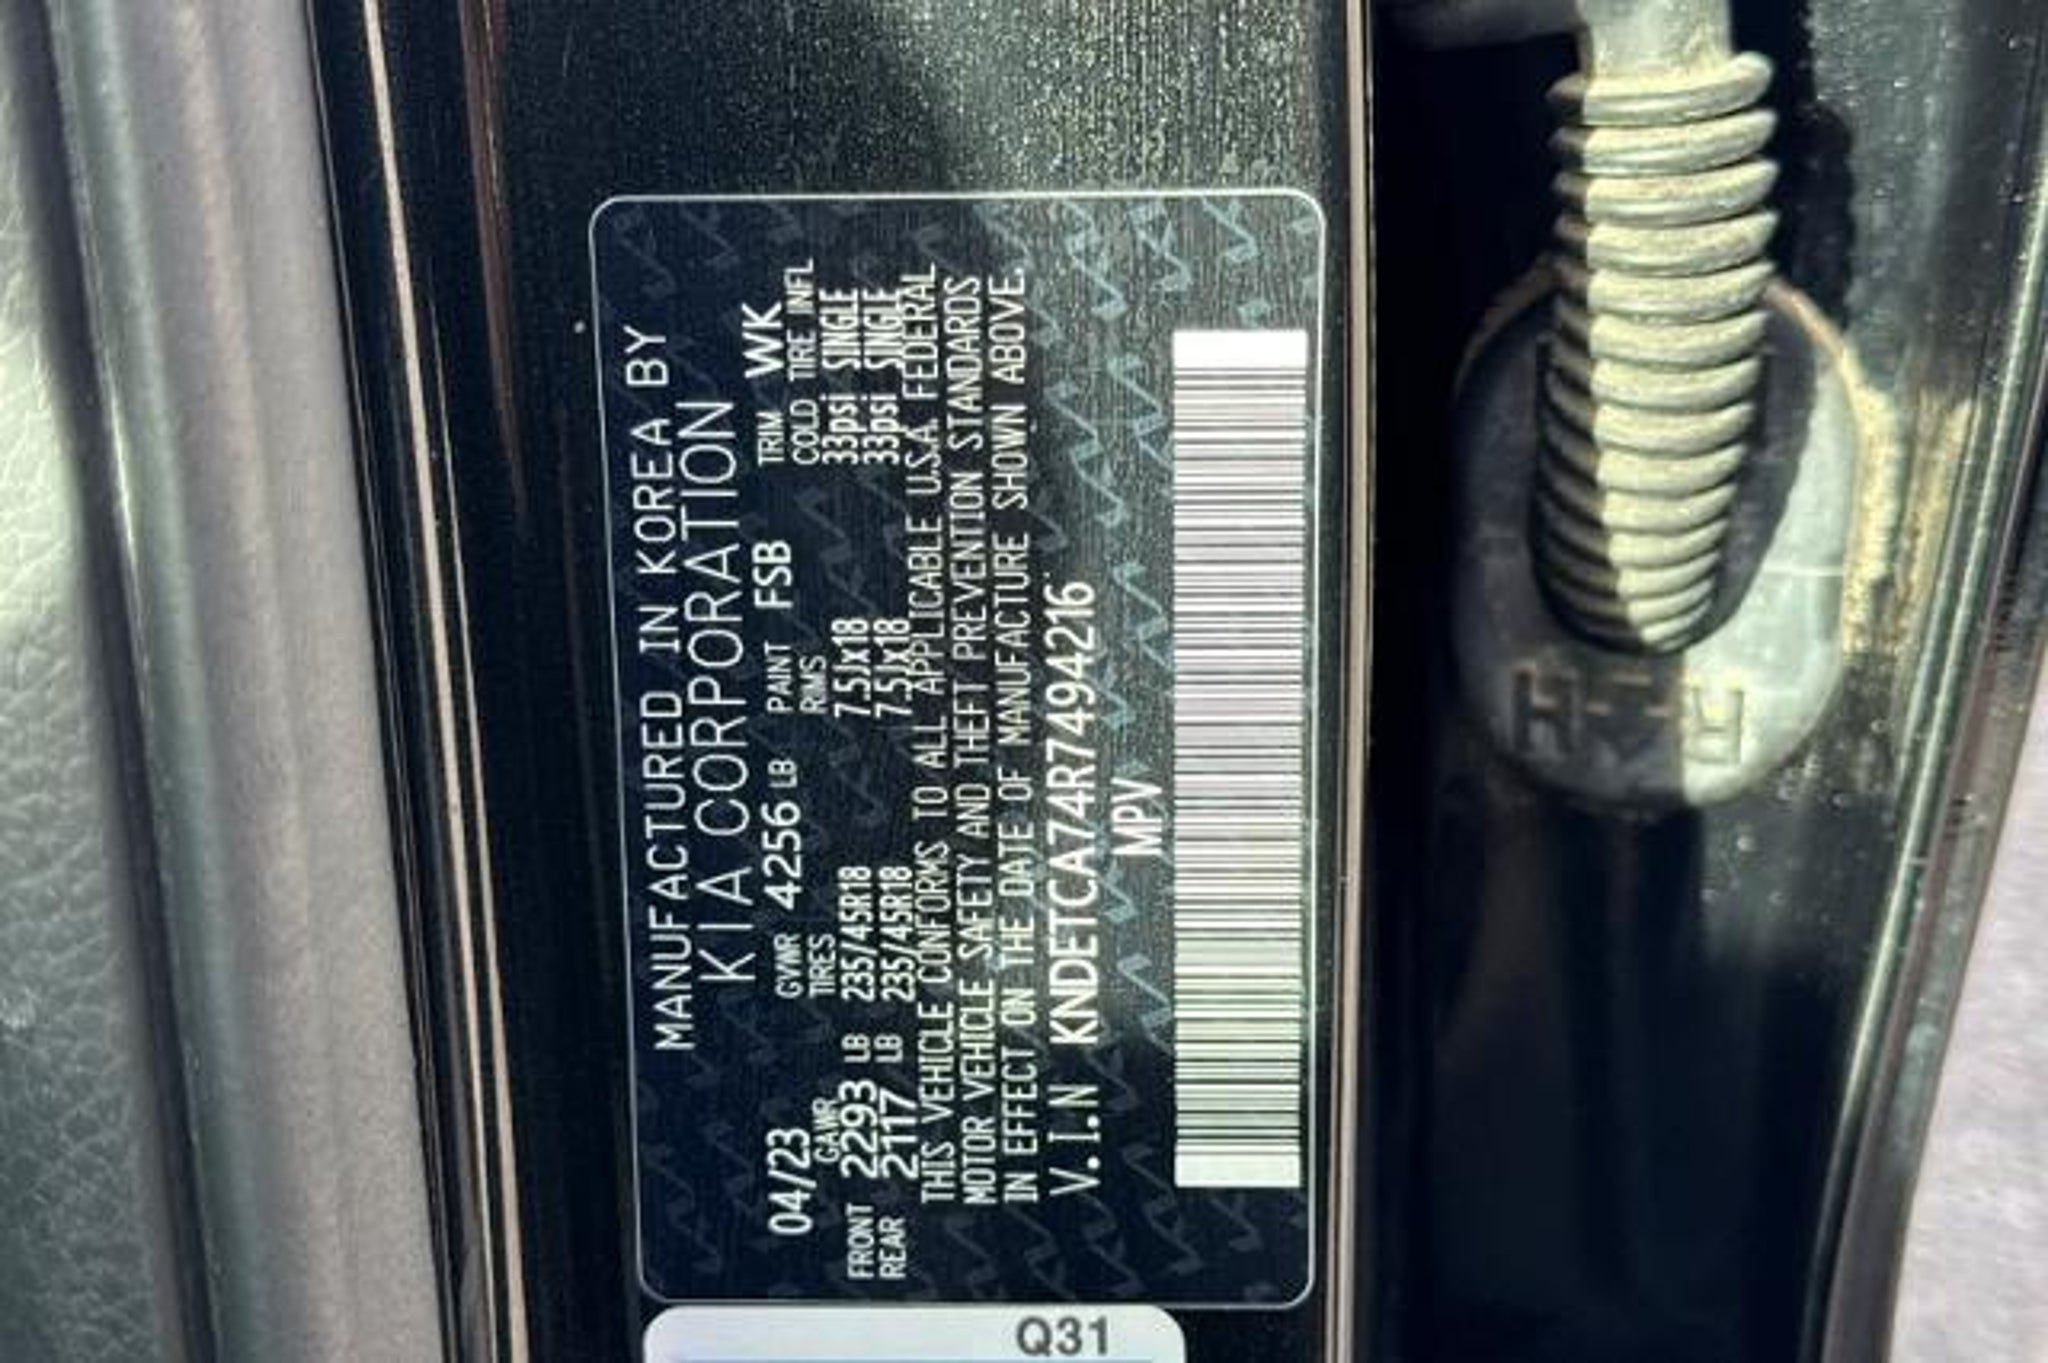 MANUFACTURED IN KOREA BY
KIA CORPORATION
04/23 GVWR 4256 LB PAINT FSB TRIM WK
GAWR TIRES RIMS COLD TIRE INFL
FRONT 2293 LB 235/45R18 7.5Jx18 33psi SINGLE
REAR 2117 LB 235/45R18 7.5Jx18 33psi SINGLE
THIS VEHICLE CONFORMS TO ALL APPLICABLE U.S.A. FEDERAL
MOTOR VEHICLE SAFETY AND THEFT PREVENTION STANDARDS
IN EFFECT ON THE DATE OF MANUFACTURE SHOWN ABOVE.
V.I.N KNDETCA74R7494216
MPV
Q31